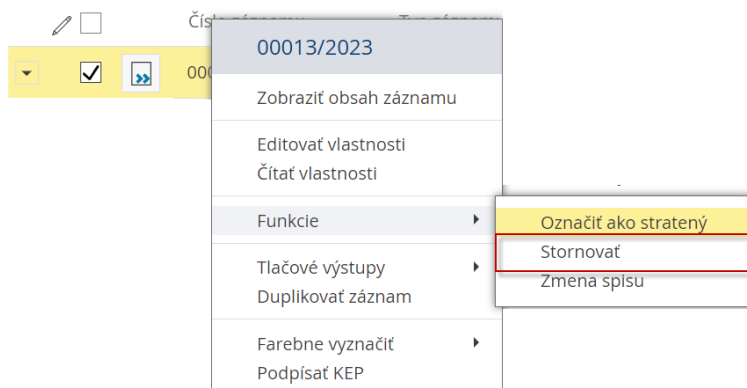 00013/2023
Zobraziť obsah záznamu
Editovať vlastnosti
Čítať vlastnosti
Funkcie
Označiť ako stratený
Stornovať
Zmena spisu
Tlačové výstupy
Duplikovať záznam
Farebne vyznačiť
Podpísať KEP